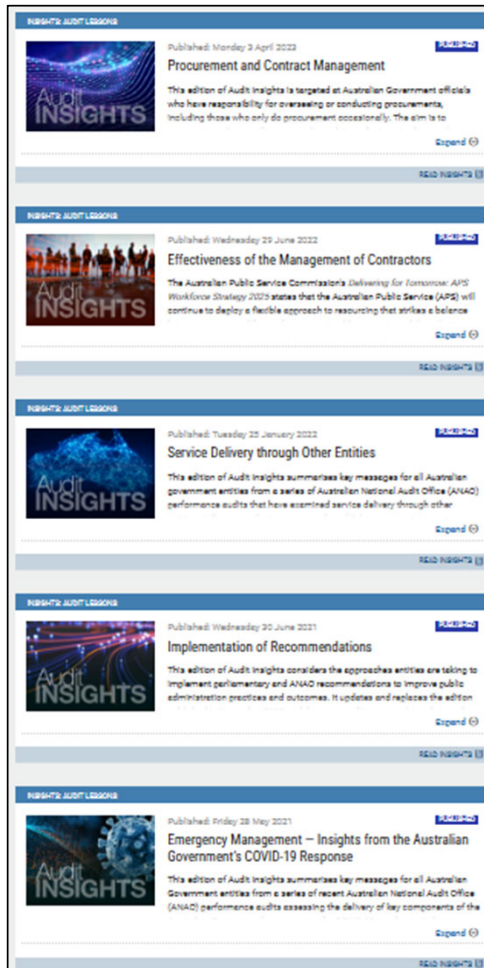 INSIGHTS: AUDIT LESSONS
Published: Monday 3 April 2023
PUBLISHED
Audit
INSIGHTS
Procurement and Contract Management
This edition of Audit Insights is targeted at Australian Government officials
who have responsibility for overseeing or conducting procurements,
including those who only do procurement occasionally. The aim is to
Expand
READ INSIGHTS
INSIGHTS: AUDIT LESSONS
Published: Wednesday 29 June 2022
PUBLISHED
Audit
INSIGHTS
Effectiveness of the Management of Contractors
The Australian Public Service Commission's Delivering for Tomorrow: APS
Workforce Strategy 2025 states that the Australian Public Service (APS) will
continue to deploy a flexible approach to resourcing that strikes a balance
Expand
READ INSIGHTS
INSIGHTS: AUDIT LESSONS
Published: Tuesday 25 January 2022
PUBLISHED
Audit
INSIGHTS
Service Delivery through Other Entities
This edition of Audit Insights summarises key messages for all Australian
government entities from a series of Australian National Audit Office (ANAO)
performance audits that have examined service delivery through other
Expand
READ INSIGHTS
INSIGHTS: AUDIT LESSONS
Published: Wednesday 30 June 2021
PUBLISHED
Audit
INSIGHTS
Implementation of Recommendations
This edition of Audit Insights considers the approaches entities are taking to
implement parliamentary and ANAO recommendations to improve public
administration practices and outcomes. It updates and replaces the edition
Expand
READ INSIGHTS
INSIGHTS: AUDIT LESSONS
Published: Friday 28 May 2021
PUBLISHED
Audit
INSIGHTS
Emergency Management — Insights from the Australian
Government's COVID-19 Response
This edition of Audit Insights summarises key messages for all Australian
Government entities from a series of recent Australian National Audit Office
(ANAO) performance audits assessing the delivery of key components of the
Expand
READ INSIGHTS